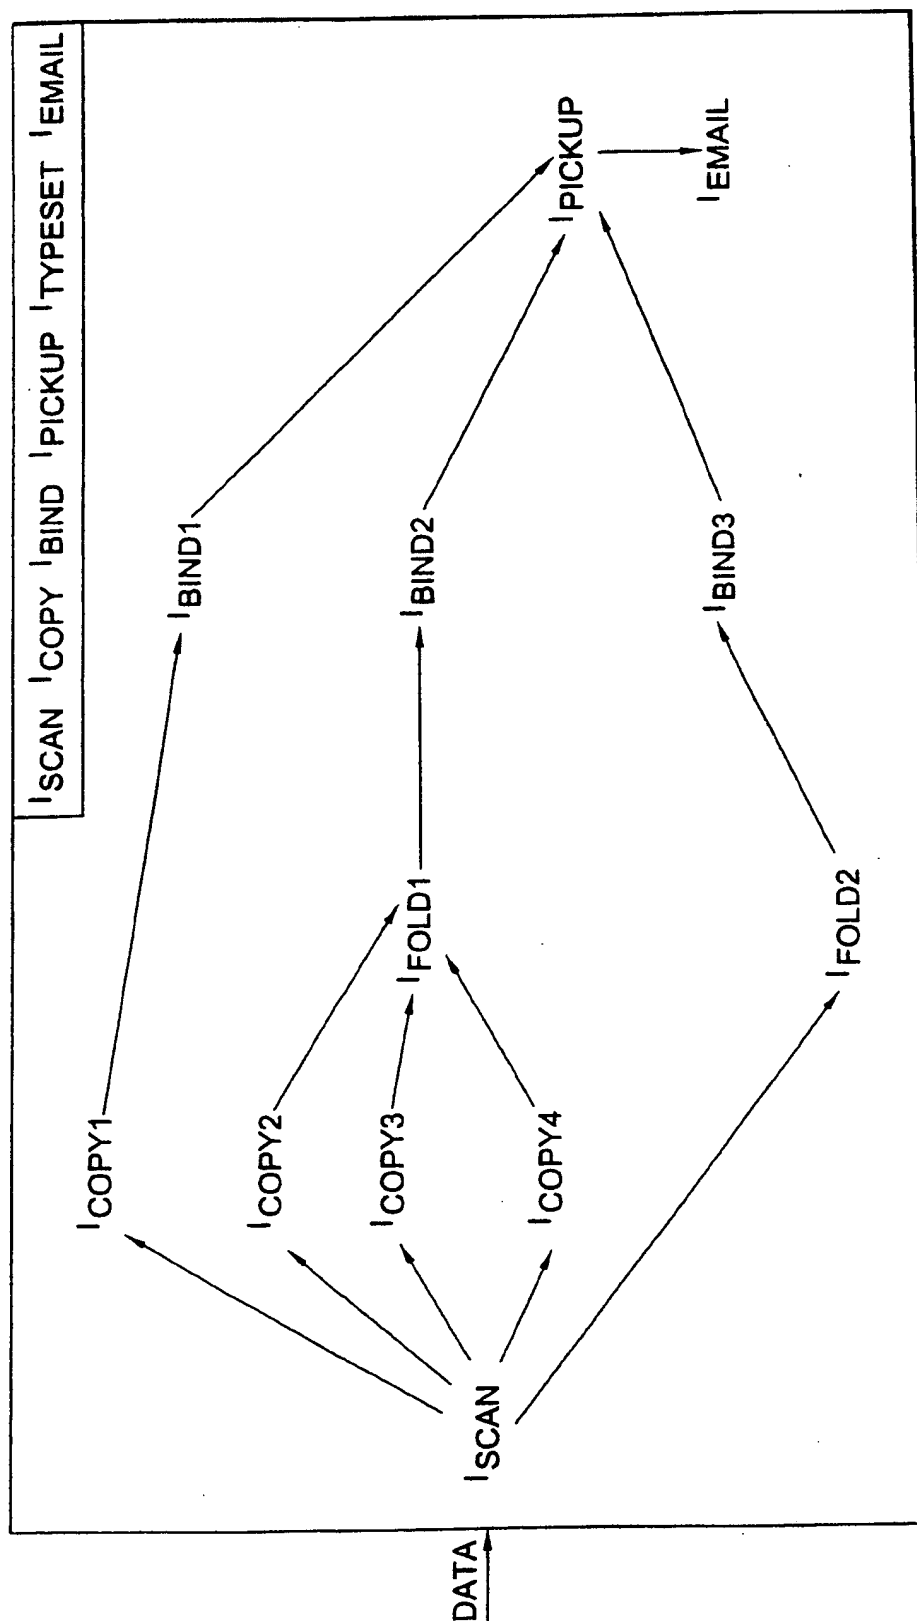 ISCAN ICOPY IBIND IPICKUP ITYPESET IEMAIL
ICOPY1
IBIND1
ICOPY2
ICOPY3
IFOLD1
IBIND2
IPICKUP
DATA
ISCAN
ICOPY4
IEMAIL
IBIND3
IFOLD2